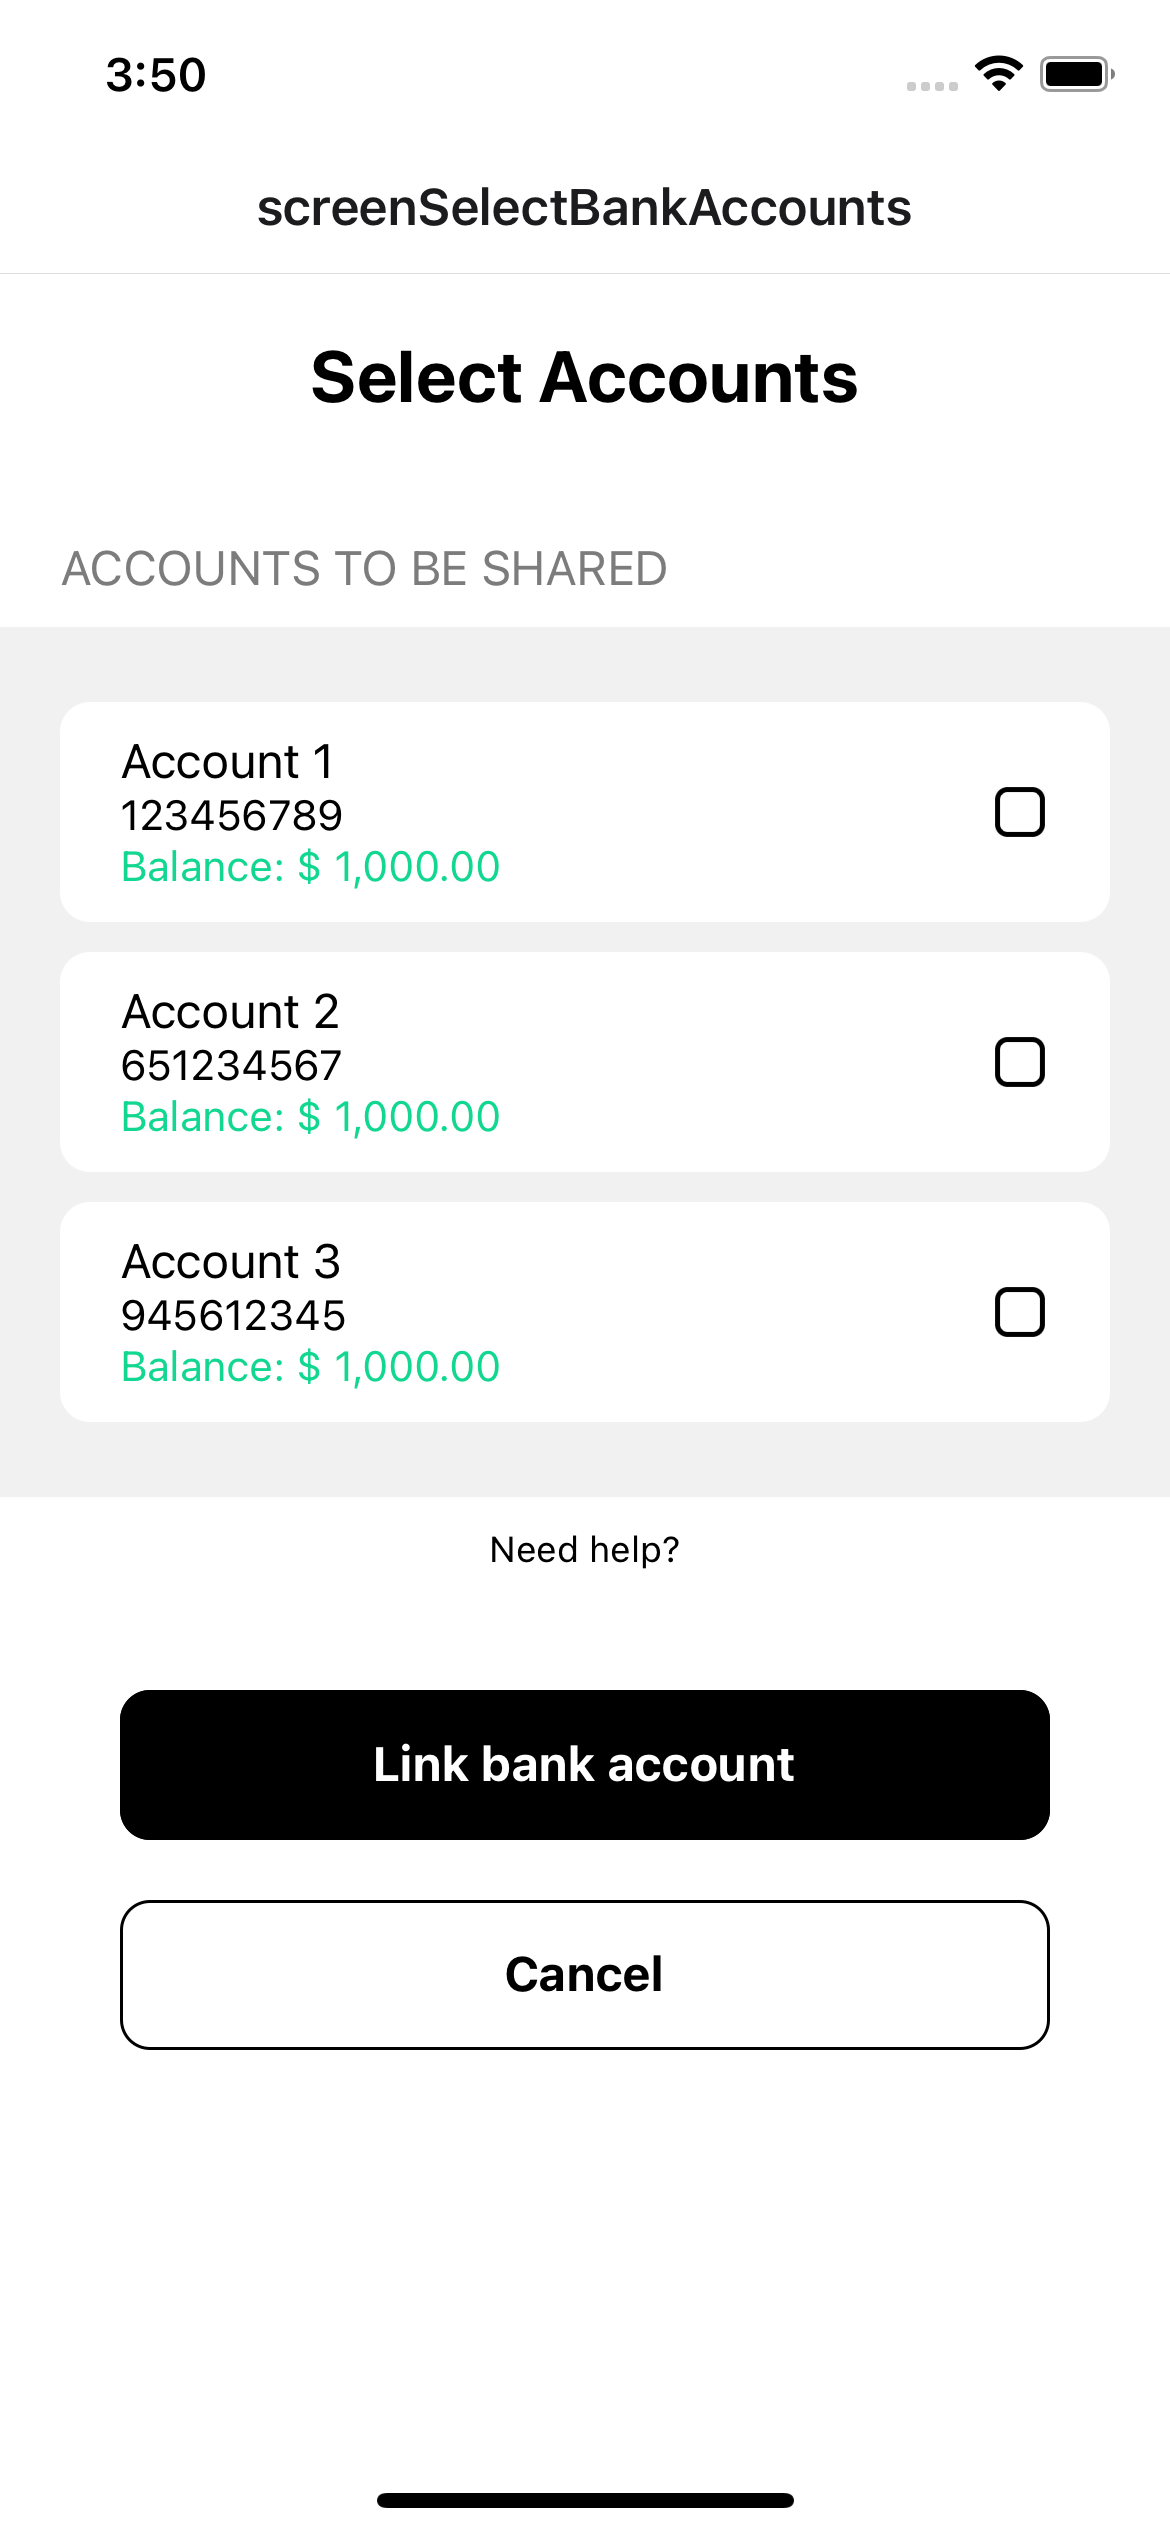 3:50
screenSelectBankAccounts
Select Accounts
ACCOUNTS TO BE SHARED
Account 1
123456789
Balance: $ 1,000.00
Account 2
651234567
Balance: $ 1,000.00
Account 3
945612345
Balance: $ 1,000.00
Need help?
Link bank account
Cancel